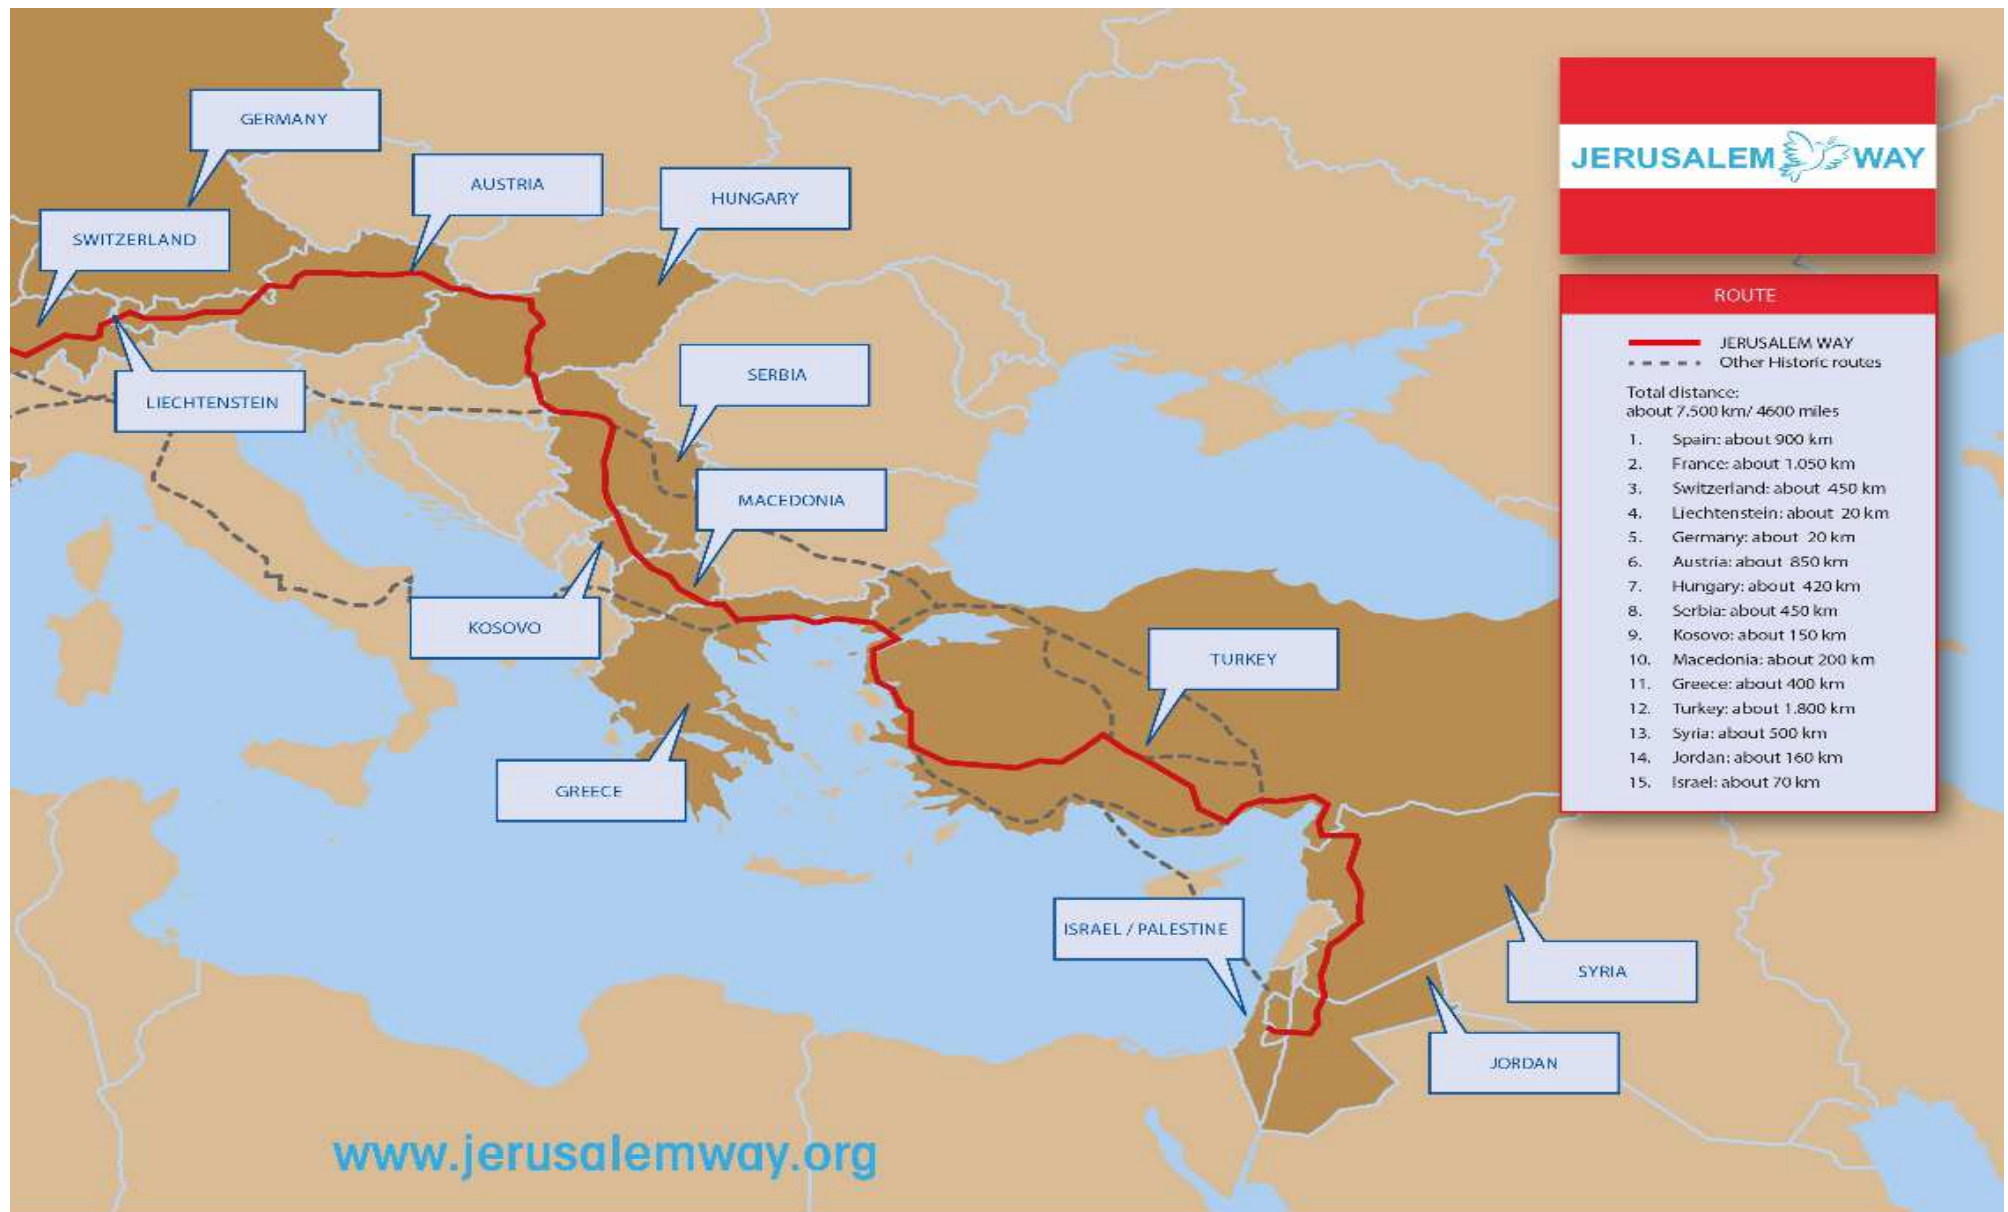 GERMANY
AUSTRIA
HUNGARY
SWITZERLAND
LIECHTENSTEIN
SERBIA
MACEDONIA
KOSOVO
TURKEY
GREECE
ISRAEL / PALESTINE
SYRIA
JORDAN
www.jerusalemway.org
JERUSALEM WAY
ROUTE
JERUSALEM WAY
Other Historic routes
Total distance:
about 7.500 km/ 4600 miles
1. Spain: about 900 km
2. France: about 1.050 km
3. Switzerland: about 450 km
4. Liechtenstein: about 20 km
5. Germany: about 20 km
6. Austria: about 850 km
7. Hungary: about 420 km
8. Serbia: about 450 km
9. Kosovo: about 150 km
10. Macedonia: about 200 km
11. Greece: about 400 km
12. Turkey: about 1.800 km
13. Syria: about 500 km
14. Jordan: about 160 km
15. Israel: about 70 km